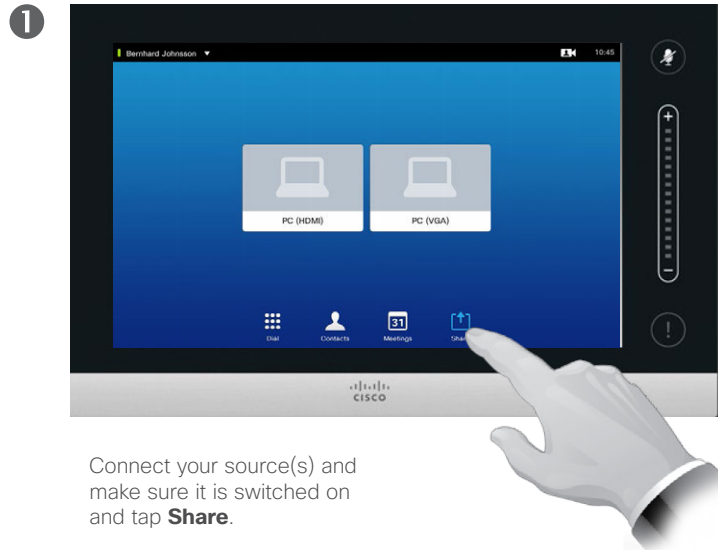 1
Bernhard Johnsson
10:45
PC (HDMI) PC (VGA)
31
Dial Contacts Meetings Share
CISCO
Connect your source(s) and
make sure it is switched on
and tap Share.